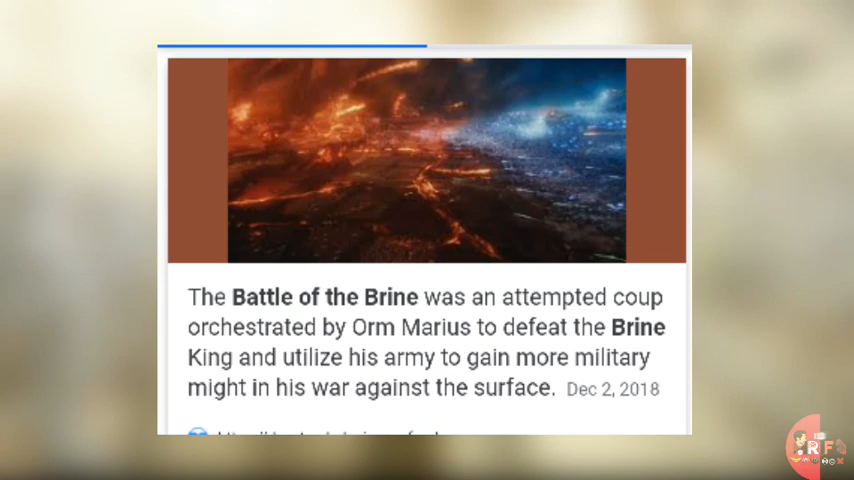 The Battle of the Brine was an attempted coup
orchestrated by Orm Marius to defeat the Brine
King and utilize his army to gain more military
might in his war against the surface. Dec 2, 2018